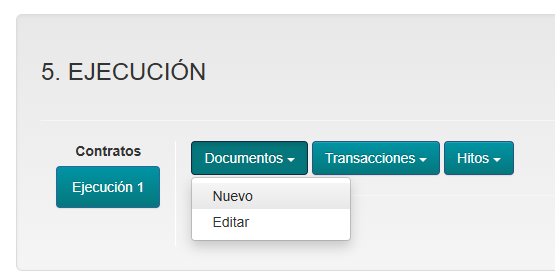 5. EJECUCIÓN
Contratos
Ejecución 1
Documentos
Transacciones
Hitos
Nuevo
Editar